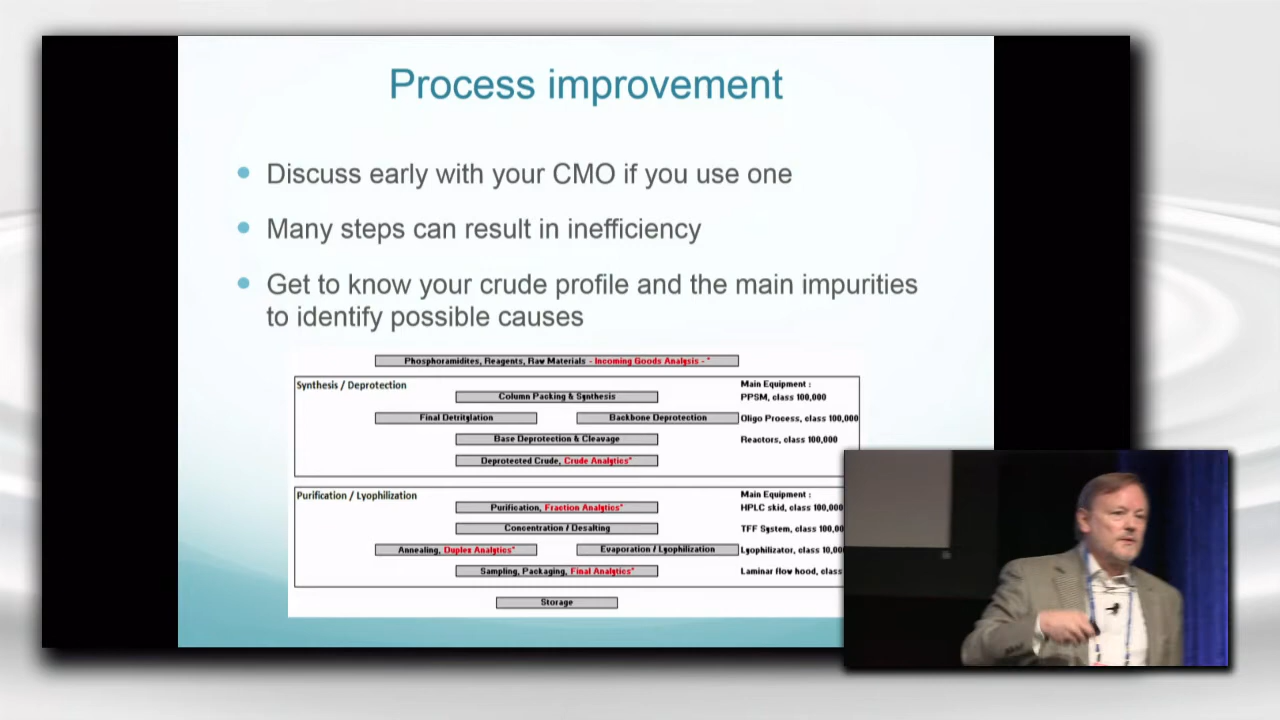 Process improvement
Discuss early with your CMO if you use one
Many steps can result in inefficiency
Get to know your crude profile and the main impurities
to identify possible causes
Phosphoramidites, Reagents, Raw Materials - Incoming Goods Analysis - *
Synthesis / Deprotection
Main Equipment :
Column Packing & Synthesis
PPSM, class 100,000
Final Detritylation
Backbone Deprotection
Oligo Process, class 100,000
Base Deprotection & Cleavage
Reactors, class 100,000
Deprotected Crude, Crude Analytics*
Purification / Lyophilization
Main Equipment :
Purification, Fraction Analytics*
HPLC skid, class 100,000
Concentration / Desalting
TFF System, class 100,00
Annealing, Duplex Analytics*
Evaporation / Lyophilization
Lyophilizator, class 10,00
Sampling, Packaging, Final Analytics*
Laminar flow hood, class
Storage